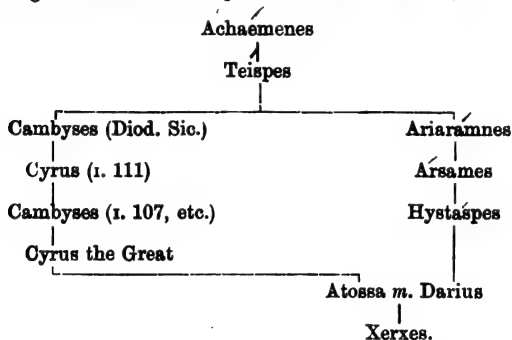 Achaemenes
Teispes
Cambyses (Diod. Sic.) Ariaramnes
Cyrus (I. 111) Arsames
Cambyses (I. 107, etc.) Hystaspes
Cyrus the Great
Atossa m. Darius
Xerxes.